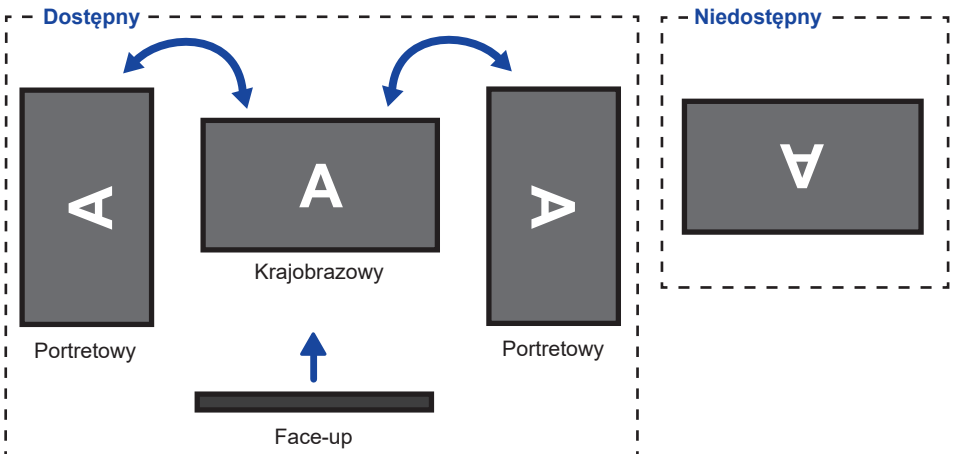 Dostępny
Niedostępny
A
A
A
A
Krajobrazowy
Portretowy
Portretowy
Face-up